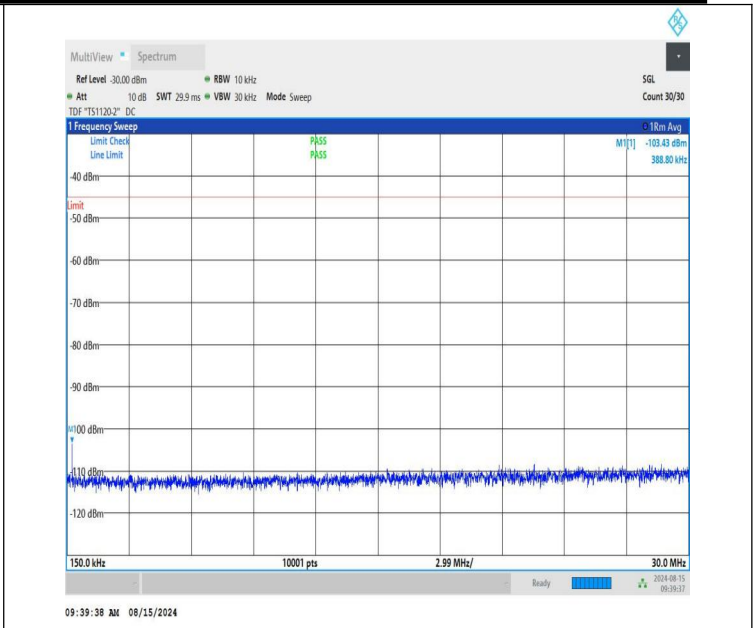 MultiView Spectrum
Ref Level -30.00 dBm RBW 10 kHz SGL
Att 10 dB SWT 29.9 ms VBW 30 kHz Mode Sweep Count 30/30
TDF "TS1120-2" DC
1 Frequency Sweep 1Rm Avg
Limit Check PASS M1[1] -103.43 dBm
Line Limit PASS 388.80 kHz
-40 dBm
Limit
-50 dBm
-60 dBm
-70 dBm
-80 dBm
-90 dBm
M1
-100 dBm
-110 dBm
-120 dBm
150.0 kHz 10001 pts 2.99 MHz/ 30.0 MHz
Ready 2024-08-15
09:39:37
09:39:38 AM 08/15/2024